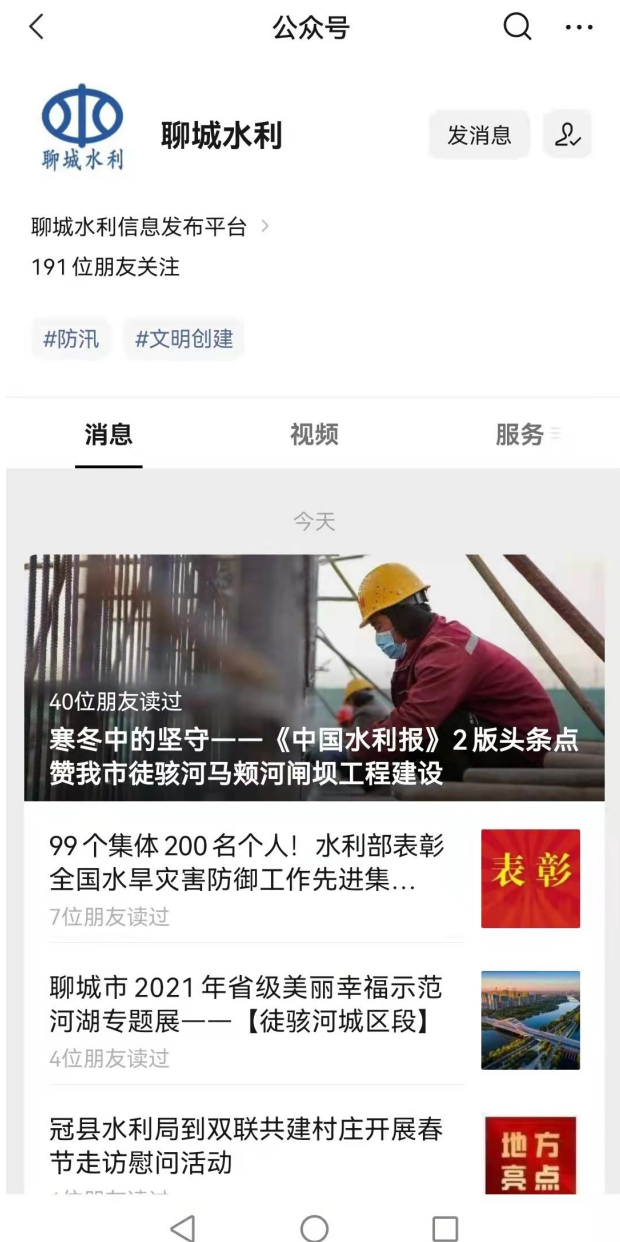 公众号
聊城水利
聊城水利
发消息
聊城水利信息发布平台
191位朋友关注
#防汛 #文明创建
消息 视频 服务
今天
40位朋友读过
寒冬中的坚守——《中国水利报》2版头条点
赞我市徒骇河马颊河闸坝工程建设
99个集体200名个人！水利部表彰
全国水旱灾害防御工作先进集...
7位朋友读过
表彰
聊城市2021年省级美丽幸福示范
河湖专题展——【徒骇河城区段】
4位朋友读过
冠县水利局到双联共建村庄开展春
节走访慰问活动
地方
亮点